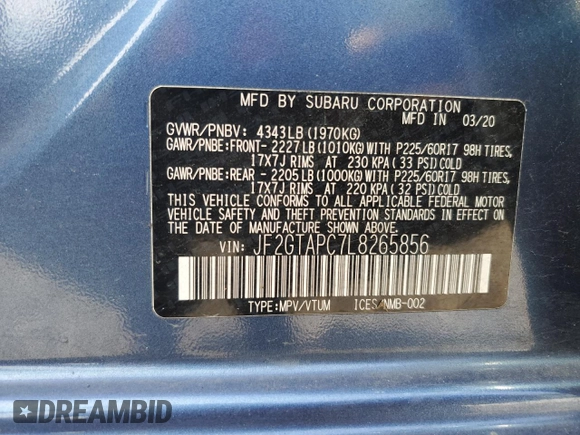 MFD BY SUBARU CORPORATION
MFD IN 03/20
GVWR/PNBV: 4343LB(1970KG)
GAWR/PNBE:FRONT-2227LB(1010KG)WITH P225/60R17 98H TIRES,
17X7J RIMS AT 230 KPA(33 PSI)COLD
GAWR/PNBE:REAR -2205LB(1000KG)WITH P225/60R17 98H TIRES,
17X7J RIMS AT 220 KPA(32 PSI)COLD
THIS VEHICLE CONFORMS TO ALL APPLICABLE FEDERAL MOTOR
VEHICLE SAFETY AND THEFT PREVENTION STANDARDS IN EFFECT ON
THE DATE OF MANUFACTURE SHOWN ABOVE.
VIN: JF2GTAPC7L8265856
TYPE:MPV/VTUM ICES/NMB-002
DREAMBID